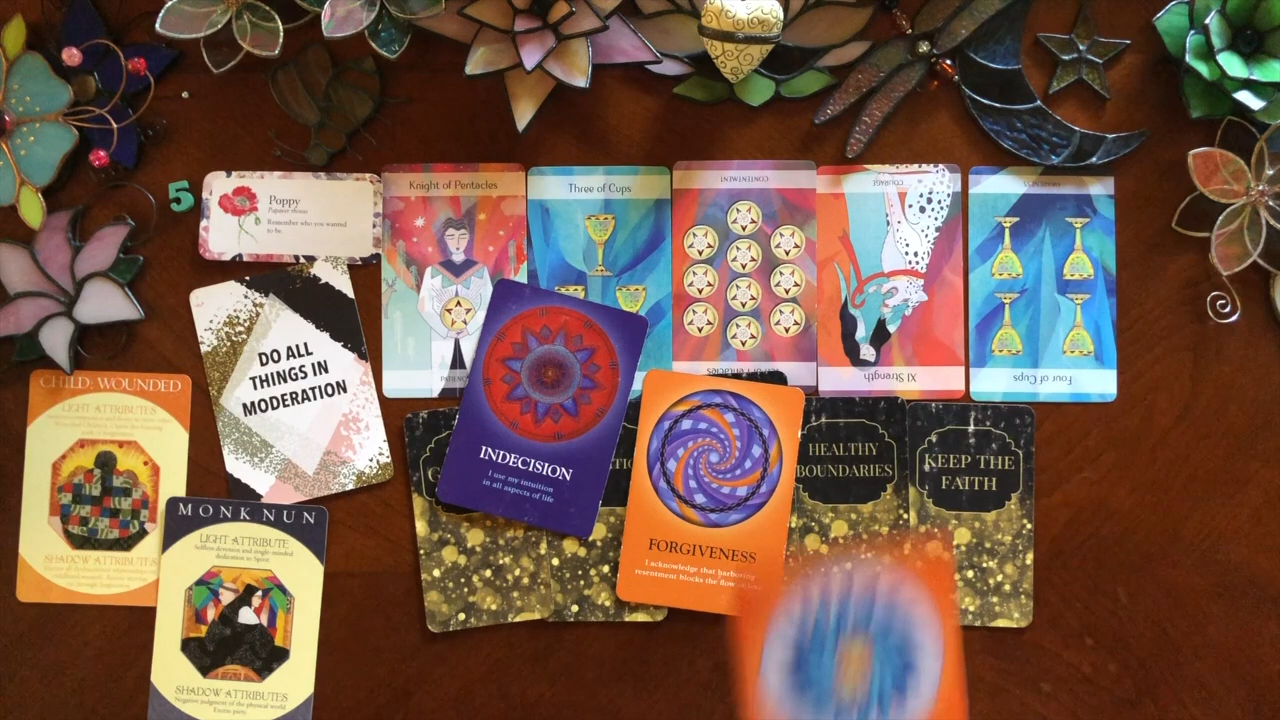 5
Poppy
Papaver rhoeas
Remember who you wanted
to be.
Knight of Pentacles
Three of Cups
CONTENTMENT
COURAGE
XI Strength
Four of Cups
DO ALL
THINGS IN
MODERATION
CHILD: WOUNDED
LIGHT ATTRIBUTES
SHADOW ATTRIBUTES
MONK NUN
LIGHT ATTRIBUTE
Selfless devotion and single-minded
dedication to Spirit.
SHADOW ATTRIBUTES
Negative judgment of the physical world
INDECISION
I use my intuition
in all aspects of life
FORGIVENESS
I acknowledge that harboring
resentment blocks the flow
HEALTHY
BOUNDARIES
KEEP THE
FAITH